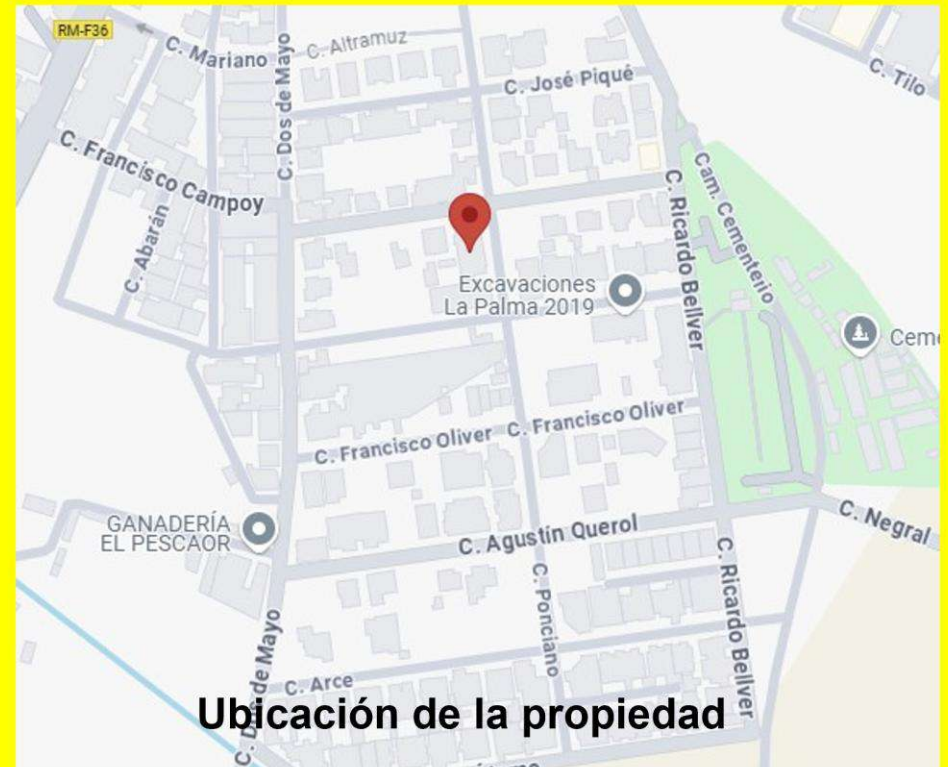 RM-F36
C. Mariano
C. Altramuz
C. Dos de Mayo
C. José Piqué
C. Tilo
C. Francisco Campoy
C. Abarán
Cam. Cementerio
C. Ricardo Bellver
Excavaciones
La Palma 2019
Ceme
C. Francisco Oliver
C. Francisco Oliver
GANADERÍA
EL PESCAOR
C. Agustín Querol
C. Negral
C. Ponciano
C. Ricardo Bellver
C. Dos de Mayo
C. Arce
Ubicación de la propiedad